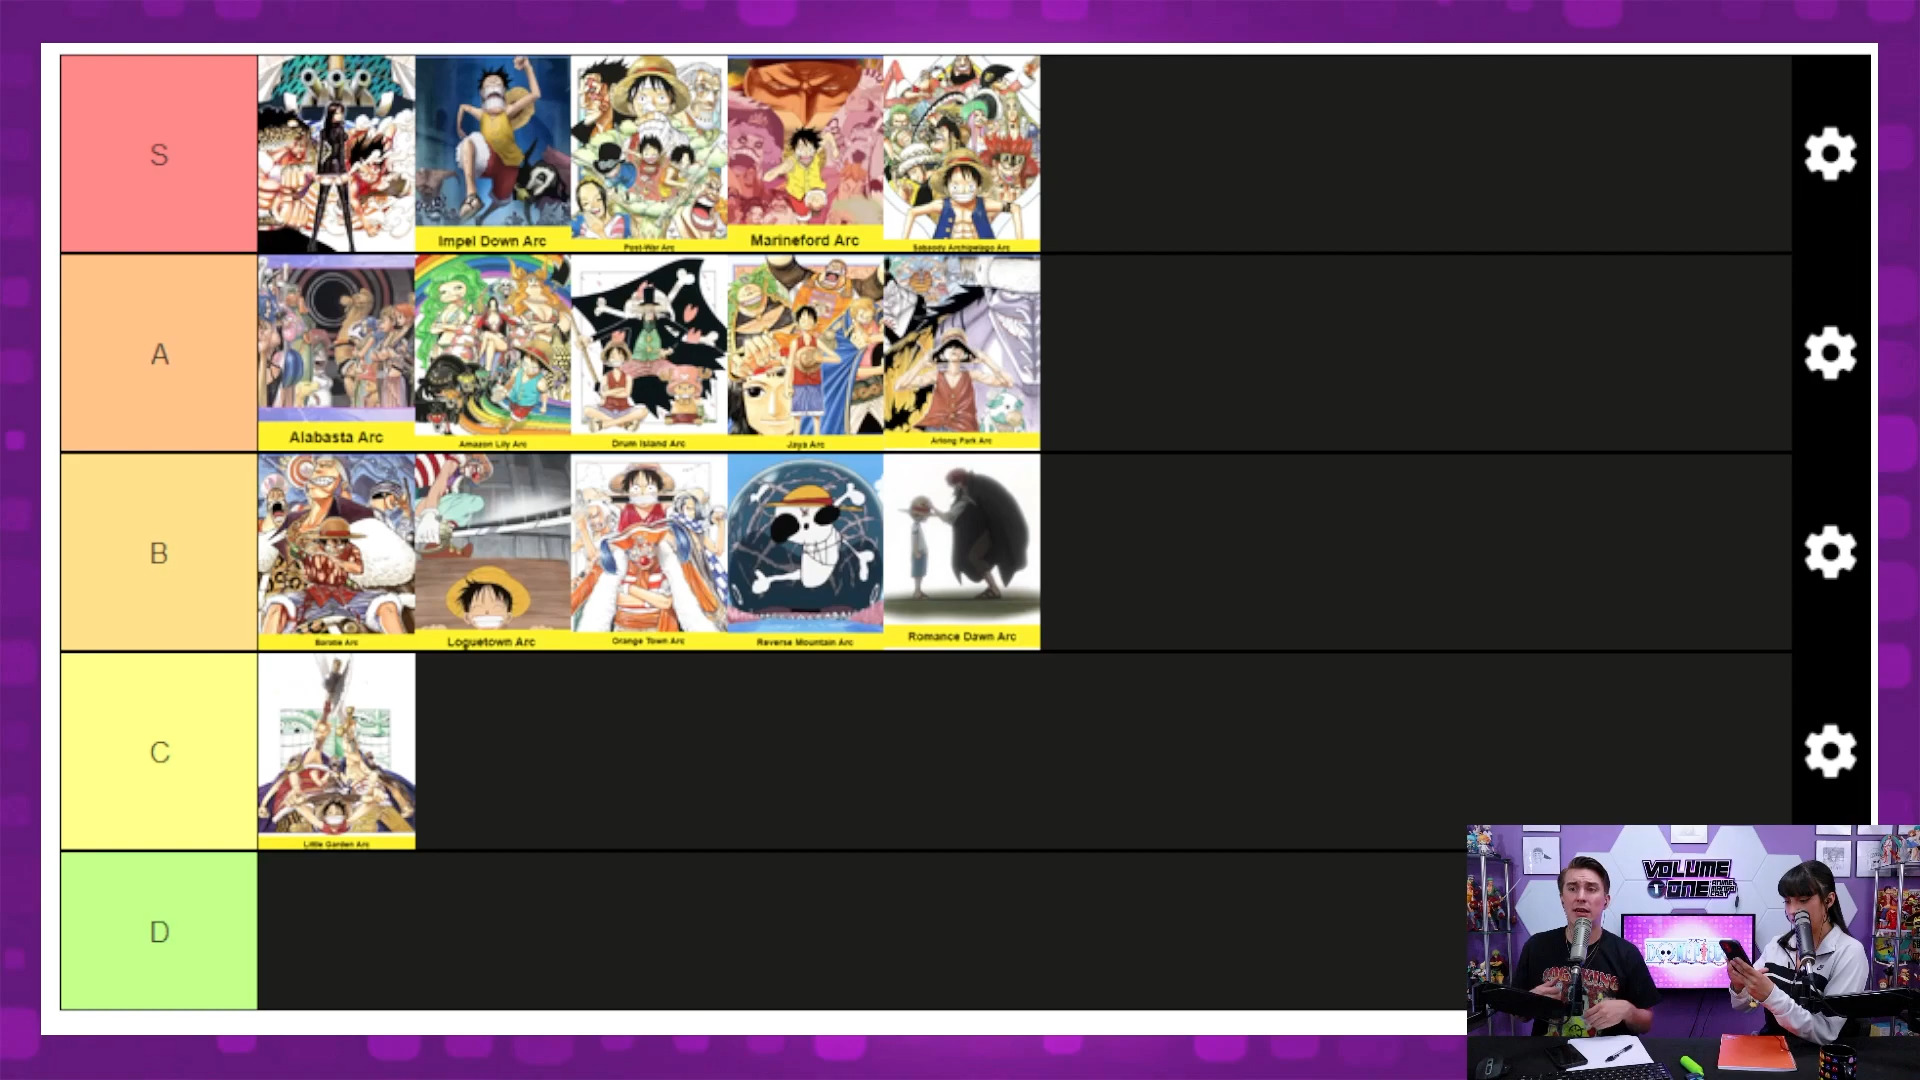 S
Impel Down Arc
Post-War Arc
Marineford Arc
Sabaody Archipelago Arc
A
Alabasta Arc
Amazon Lily Arc
Drum Island Arc
Jaya Arc
Arlong Park Arc
B
Baratie Arc
Loguetown Arc
Orange Town Arc
Reverse Mountain Arc
Romance Dawn Arc
C
Little Garden Arc
D
VOLUME
ONE